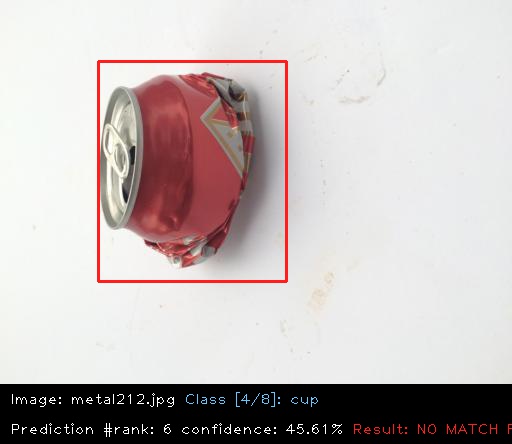 Image: metal212.jpg Class [4/8]: cup
Prediction #rank: 6 confidence: 45.61% Result: NO MATCH F